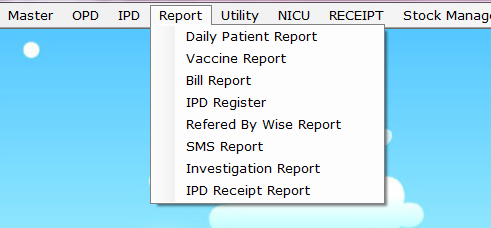 Master OPD IPD Report Utility NICU RECEIPT Stock Manag
Daily Patient Report
Vaccine Report
Bill Report
IPD Register
Refered By Wise Report
SMS Report
Investigation Report
IPD Receipt Report